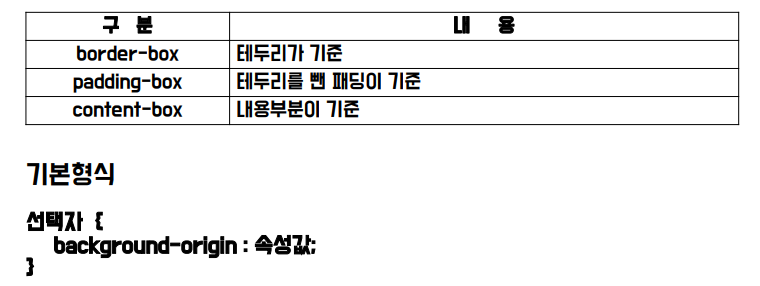 구 분 내 용
border-box 테두리가 기준
padding-box 테두리를 뺀 패딩이 기준
content-box 내용부분이 기준
기본형식
선택자 {
background-origin : 속성값;
}